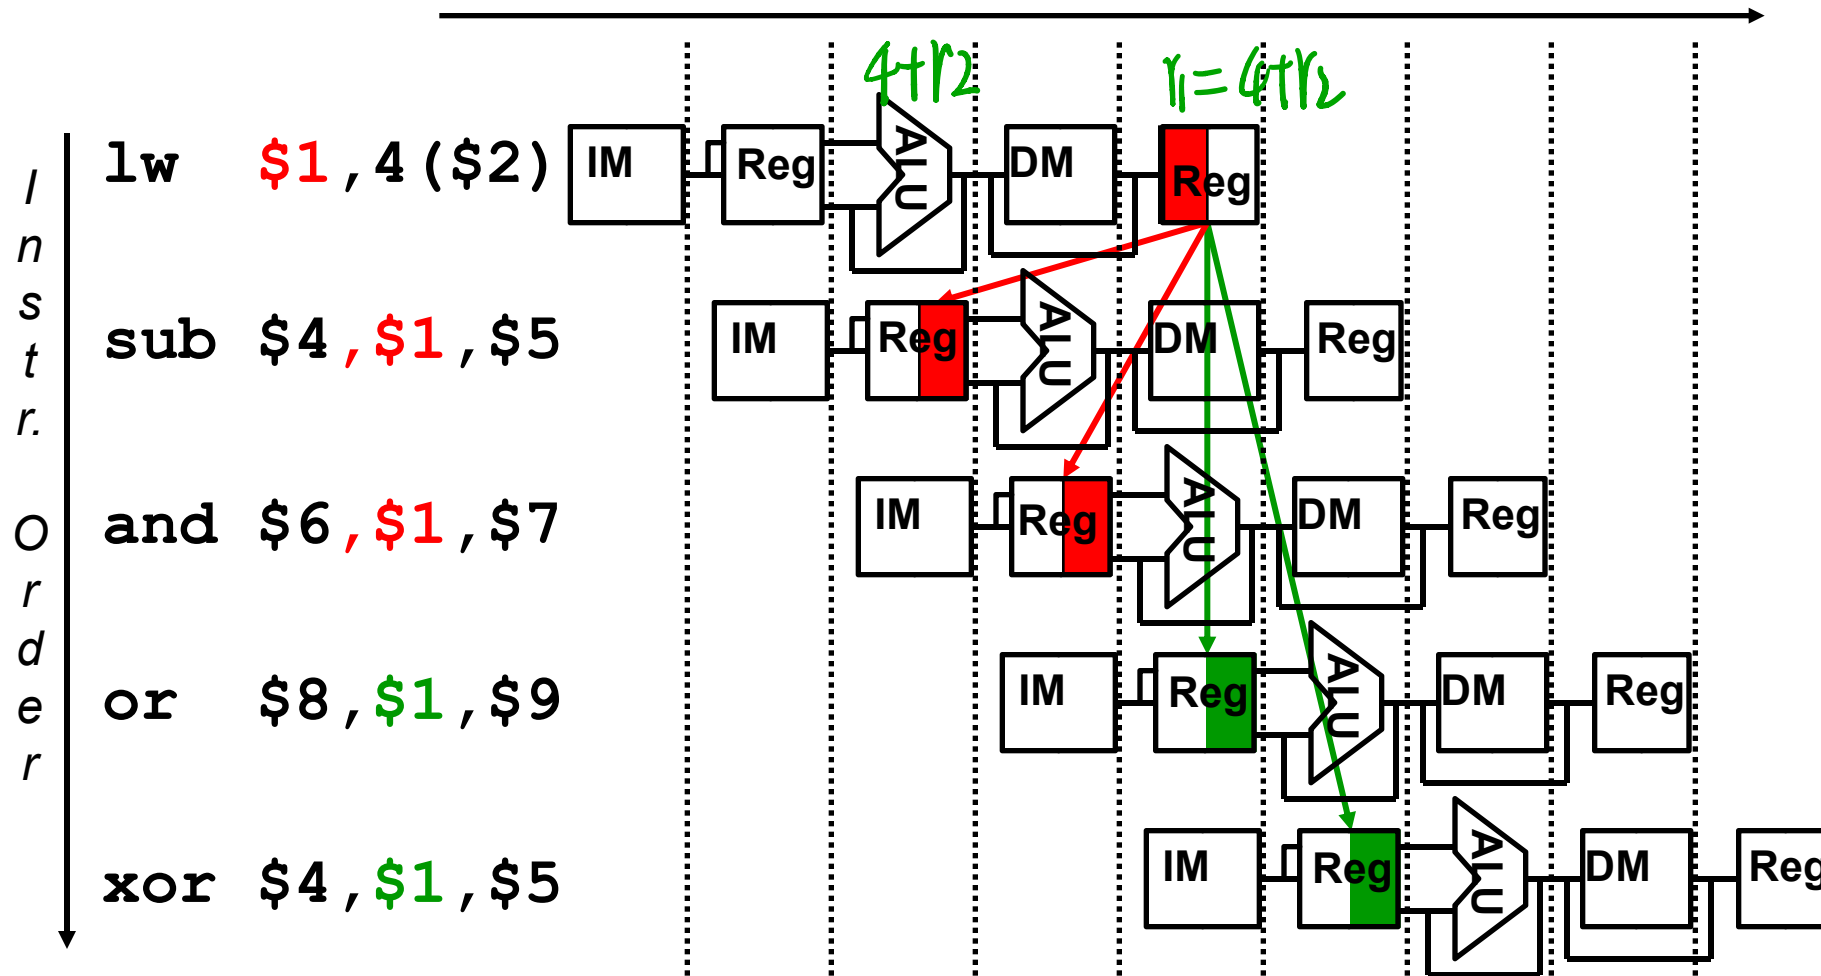 4+r2 r1=4+r2
Instr. Order
lw $1,4($2) IM Reg ALU DM Reg
sub $4,$1,$5 IM Reg ALU DM Reg
and $6,$1,$7 IM Reg ALU DM Reg
or $8,$1,$9 IM Reg ALU DM Reg
xor $4,$1,$5 IM Reg ALU DM Reg